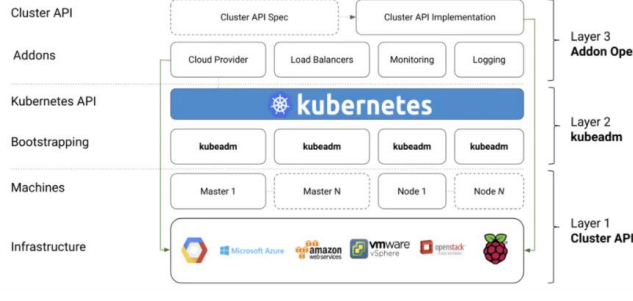 Cluster API
Cluster API Spec
Cluster API Implementation
Layer 3
Addon Ope
Addons
Cloud Provider
Load Balancers
Monitoring
Logging
Kubernetes API
kubernetes
Layer 2
kubeadm
Bootstrapping
kubeadm
kubeadm
kubeadm
kubeadm
Machines
Master 1
Master N
Node 1
Node N
Layer 1
Cluster API
Infrastructure
Microsoft Azure
amazon
web services
vmware
vSphere
openstack